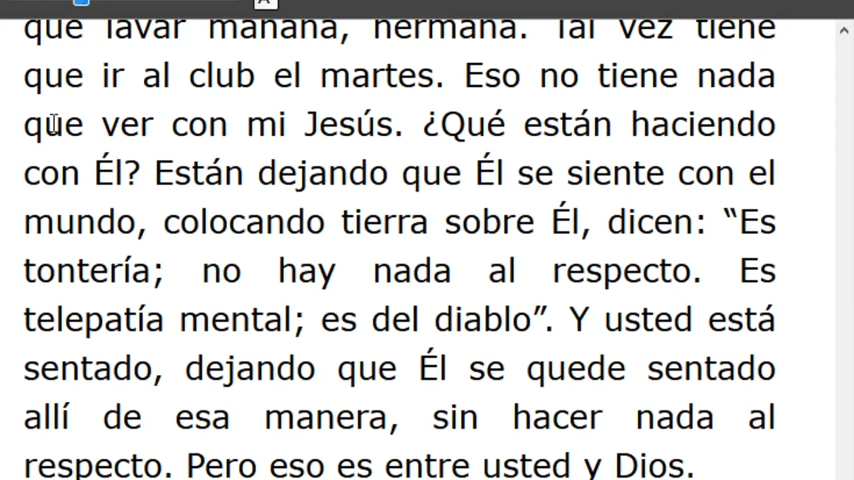 que lavar mañana, hermana. Tal vez tiene
que ir al club el martes. Eso no tiene nada
que ver con mi Jesús. ¿Qué están haciendo
con Él? Están dejando que Él se siente con el
mundo, colocando tierra sobre Él, dicen: “Es
tontería; no hay nada al respecto. Es
telepatía mental; es del diablo”. Y usted está
sentado, dejando que Él se quede sentado
allí de esa manera, sin hacer nada al
respecto. Pero eso es entre usted y Dios.